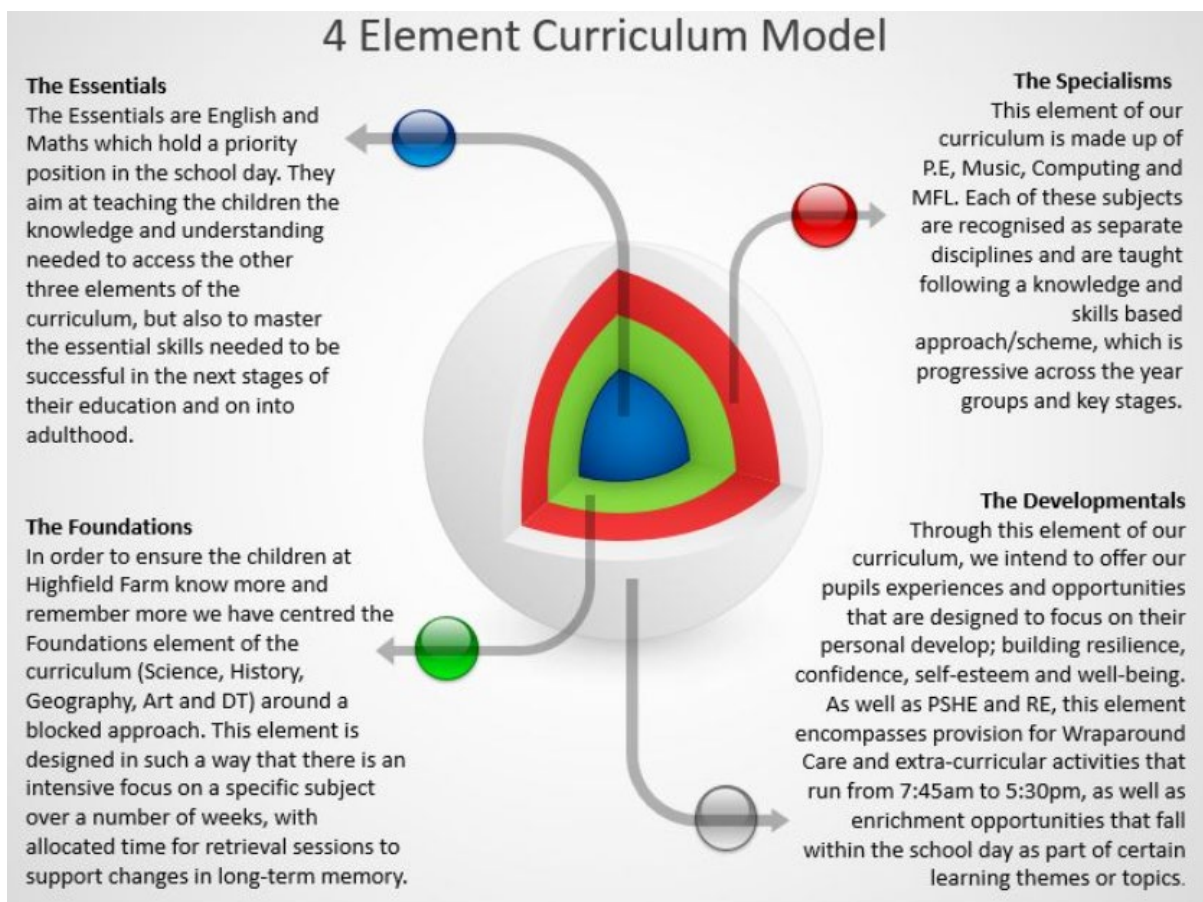 4 Element Curriculum Model
The Essentials
The Essentials are English and
Maths which hold a priority
position in the school day. They
aim at teaching the children the
knowledge and understanding
needed to access the other
three elements of the
curriculum, but also to master
the essential skills needed to be
successful in the next stages of
their education and on into
adulthood.
The Specialisms
This element of our
curriculum is made up of
P.E, Music, Computing and
MFL. Each of these subjects
are recognised as separate
disciplines and are taught
following a knowledge and
skills based
approach/scheme, which is
progressive across the year
groups and key stages.
The Foundations
In order to ensure the children at
Highfield Farm know more and
remember more we have centred the
Foundations element of the
curriculum (Science, History,
Geography, Art and DT) around a
blocked approach. This element is
designed in such a way that there is an
intensive focus on a specific subject
over a number of weeks, with
allocated time for retrieval sessions to
support changes in long-term memory.
The Developmentals
Through this element of our
curriculum, we intend to offer our
pupils experiences and opportunities
that are designed to focus on their
personal develop; building resilience,
confidence, self-esteem and well-being.
As well as PSHE and RE, this element
encompasses provision for Wraparound
Care and extra-curricular activities that
run from 7:45am to 5:30pm, as well as
enrichment opportunities that fall
within the school day as part of certain
learning themes or topics.